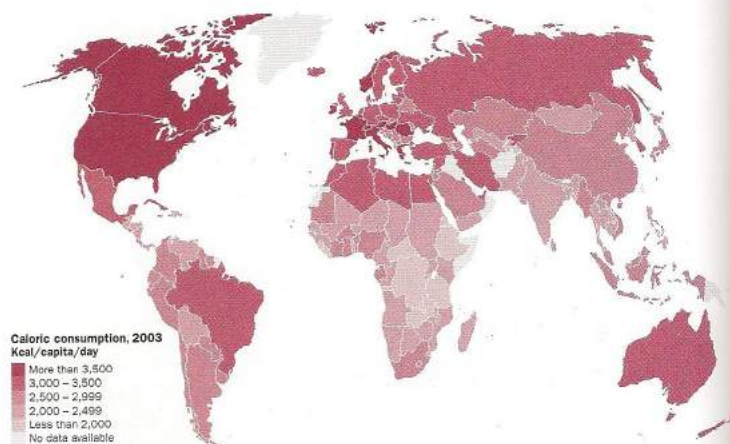 Caloric consumption, 2003
Kcal/capita/day
More than 3,500
3,000 – 3,500
2,500 – 2,999
2,000 – 2,499
Less than 2,000
No data available